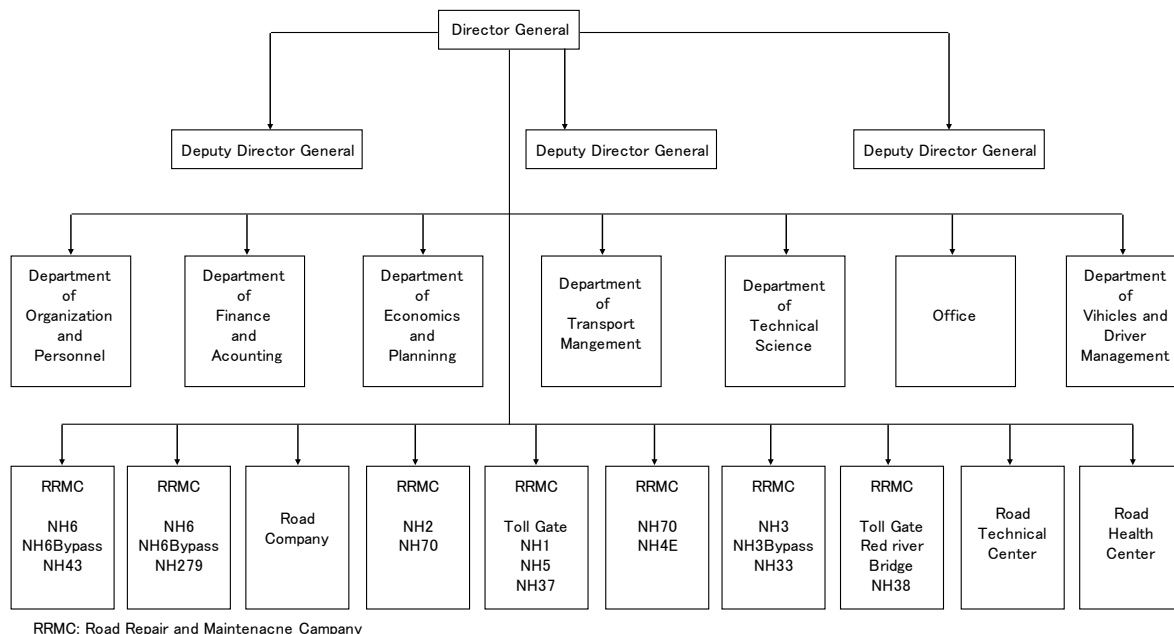 Director General
Deputy Director General
Deputy Director General
Deputy Director General
Department
of
Organization
and
Personnel
Department
of
Finance
and
Acounting
Department
of
Economics
and
Planninng
Department
of
Transport
Mangement
Department
of
Technical
Science
Office
Department
of
Vihicles and
Driver
Management
RRMC
NH6
NH6Bypass
NH43
RRMC
NH6
NH6Bypass
NH279
Road
Company
RRMC
NH2
NH70
RRMC
Toll Gate
NH1
NH5
NH37
RRMC
NH70
NH4E
RRMC
NH3
NH3Bypass
NH33
RRMC
Toll Gate
Red river
Bridge
NH38
Road
Technical
Center
Road
Health
Center
RRMC: Road Repair and Maintenacne Campany